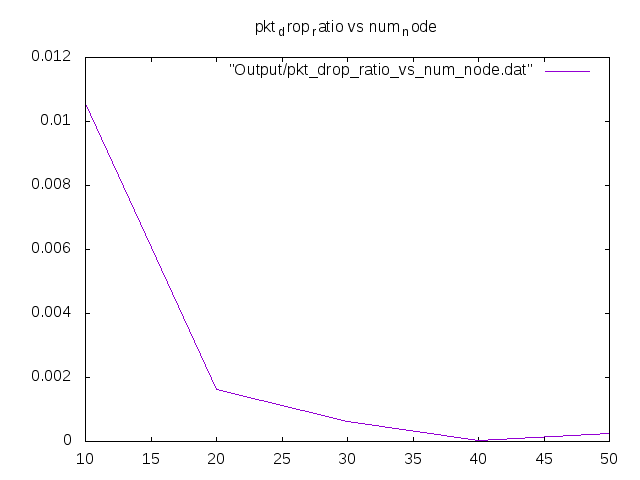 pkt_drop_ratio vs num_node
"Output/pkt_drop_ratio_vs_num_node.dat"
0.012
0.01
0.008
0.006
0.004
0.002
0
10 15 20 25 30 35 40 45 50